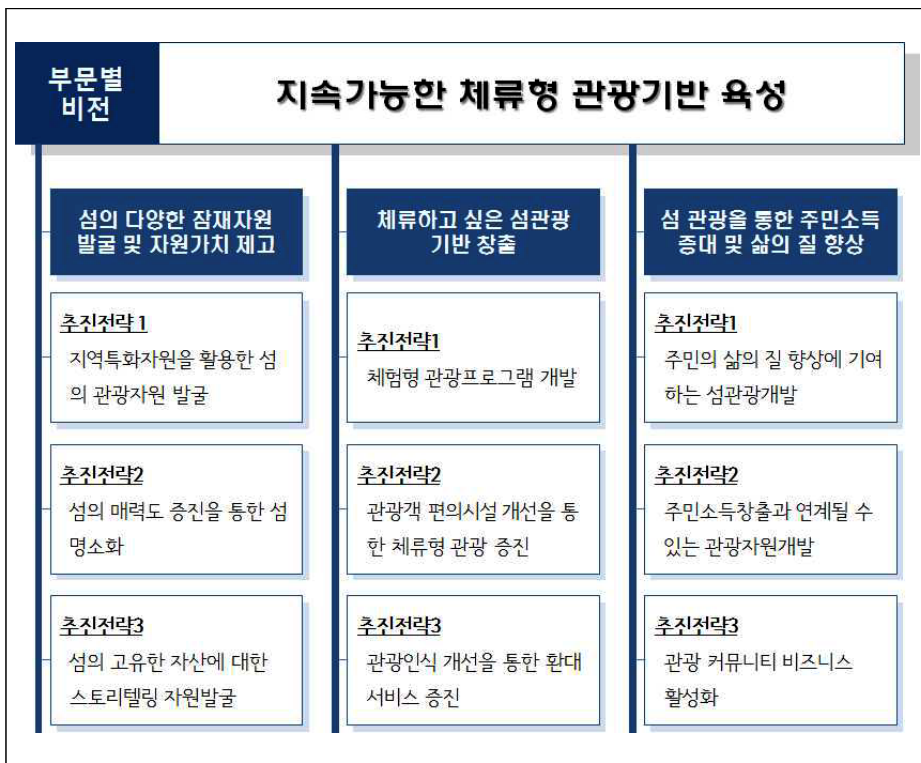 부문별
비전
지속가능한 체류형 관광기반 육성
섬의 다양한 잠재자원
발굴 및 자원가치 제고
추진전략 1
지역특화자원을 활용한 섬
의 관광자원 발굴
추진전략2
섬의 매력도 증진을 통한 섬
명소화
추진전략3
섬의 고유한 자산에 대한
스토리텔링 자원발굴
체류하고 싶은 섬관광
기반 창출
추진전략1
체험형 관광프로그램 개발
추진전략2
관광객 편의시설 개선을 통
한 체류형 관광 증진
추진전략3
관광인식 개선을 통한 환대
서비스 증진
섬 관광을 통한 주민소득
증대 및 삶의 질 향상
추진전략1
주민의 삶의 질 향상에 기여
하는 섬관광개발
추진전략2
주민소득창출과 연계될 수
있는 관광자원개발
추진전략3
관광 커뮤니티 비즈니스
활성화